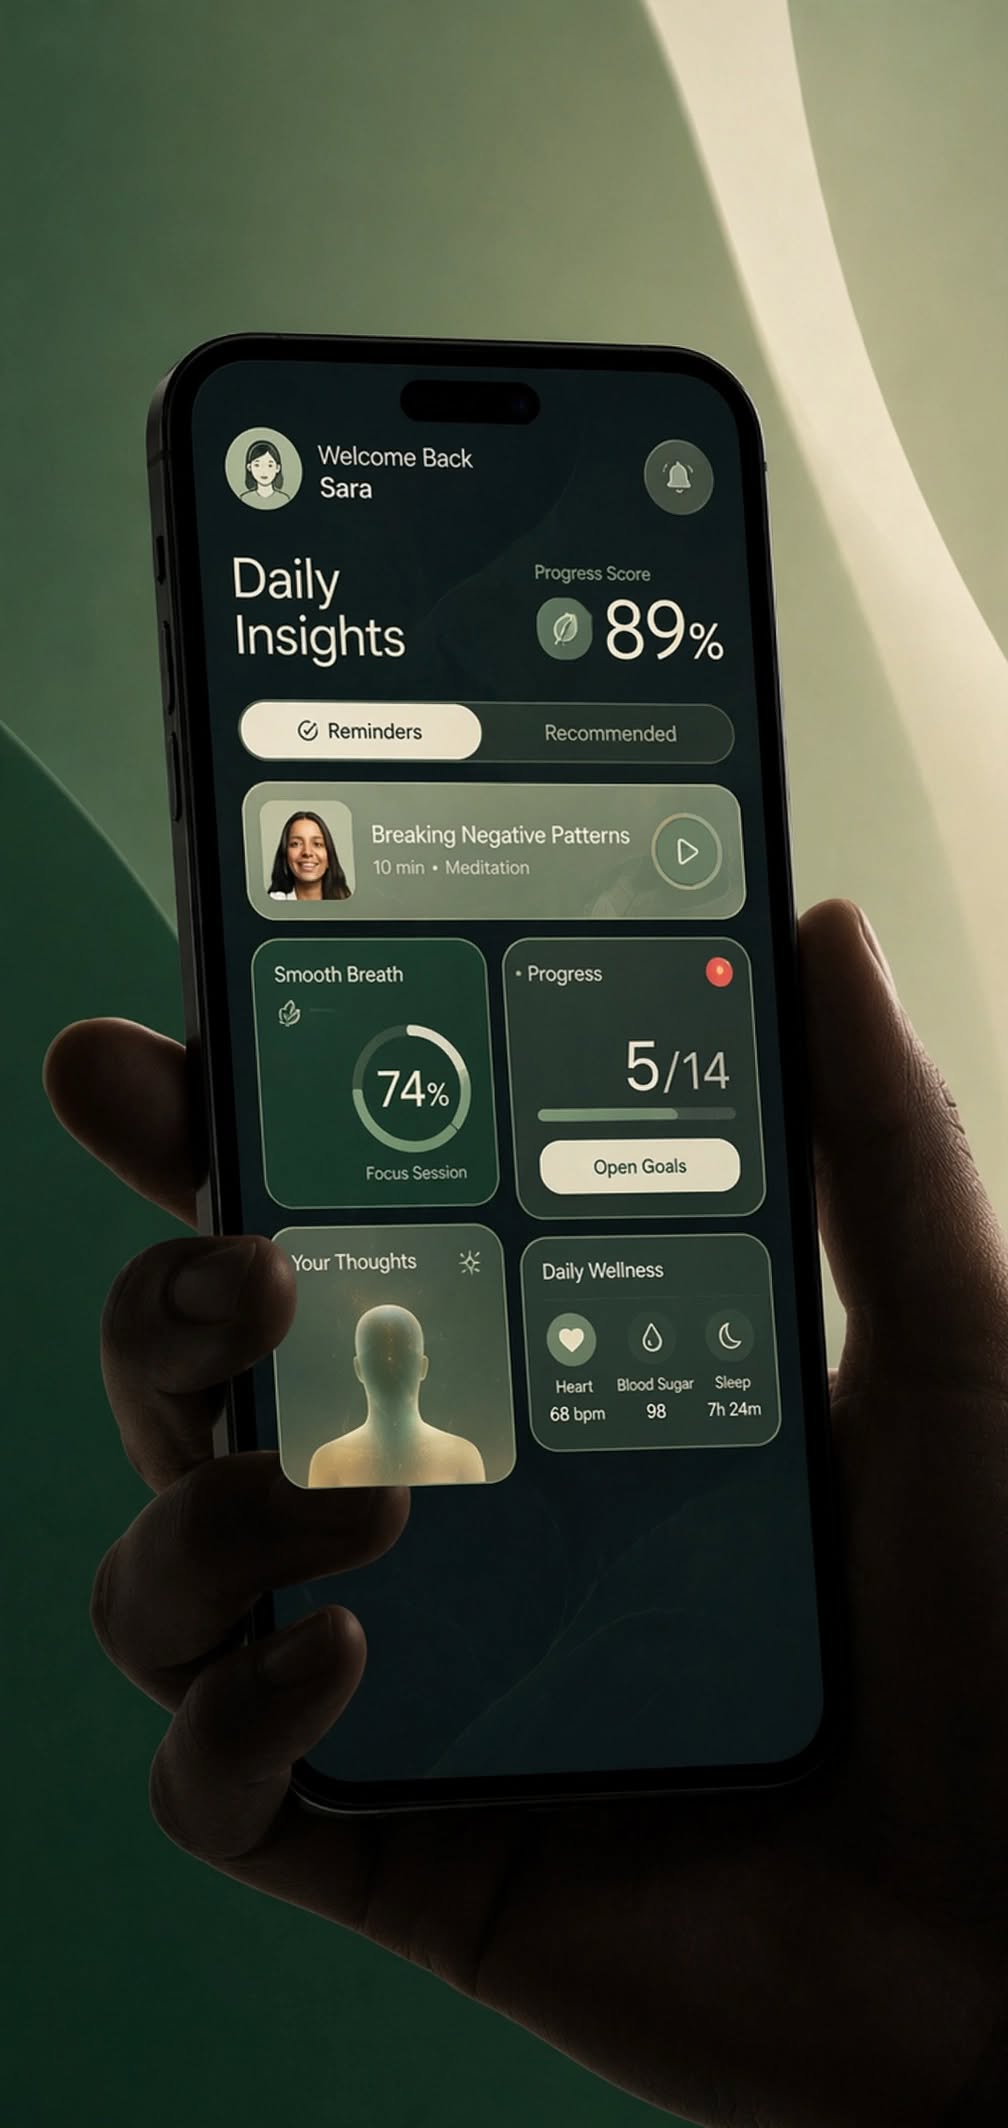 Welcome Back
Sara
Daily
Insights
Progress Score
89%
Reminders
Recommended
Breaking Negative Patterns
10 min • Meditation
Smooth Breath
74%
Focus Session
• Progress
5/14
Open Goals
Your Thoughts
Daily Wellness
Heart
68 bpm
Blood Sugar
98
Sleep
7h 24m